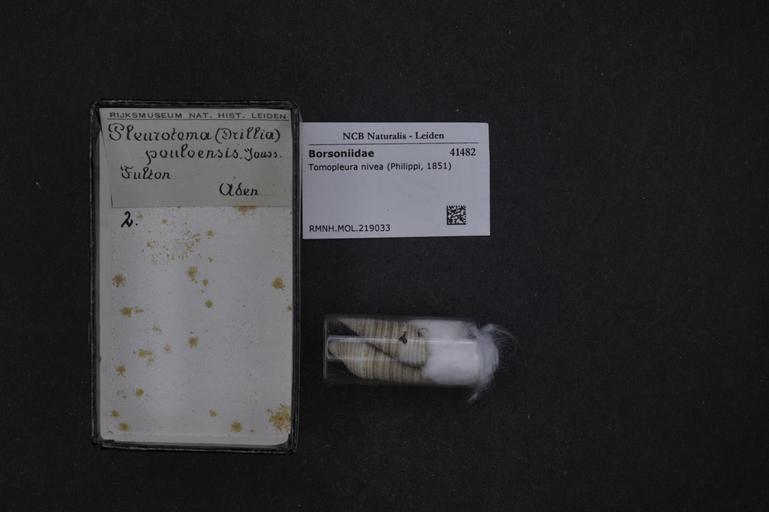 RIJKSMUSEUM NAT. HIST. LEIDEN
Pleurotoma (Drillia)
pouloensis. Jouss.
Fulton
Aden
2.
NCB Naturalis - Leiden
Borsoniidae 41482
Tomopleura nivea (Philippi, 1851)
RMNH.MOL.219033